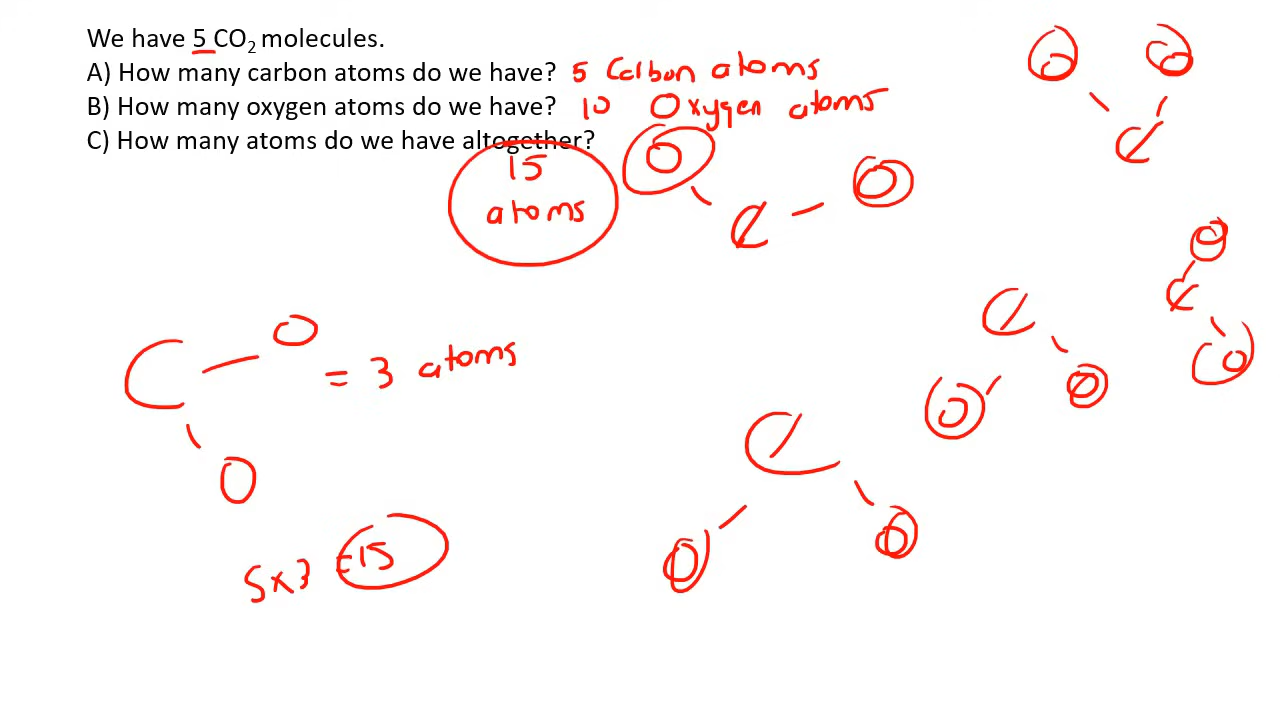 We have 5 CO₂ molecules.
A) How many carbon atoms do we have? 5 Carbon atoms
B) How many oxygen atoms do we have? 10 Oxygen atoms
C) How many atoms do we have altogether?
15
atoms
O C O
O O
C
O
C
O
C
O O
C
O O
C O
O
= 3 atoms
5x3 =15